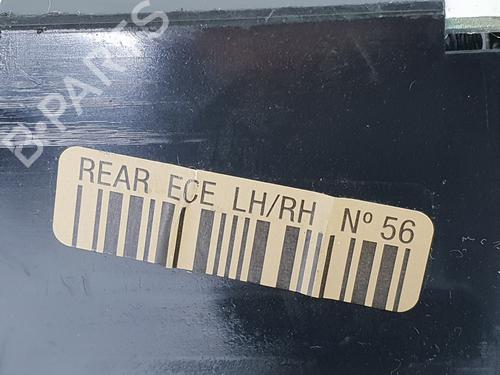 B-PARTS
REAR ECE LH/RH Nº 56